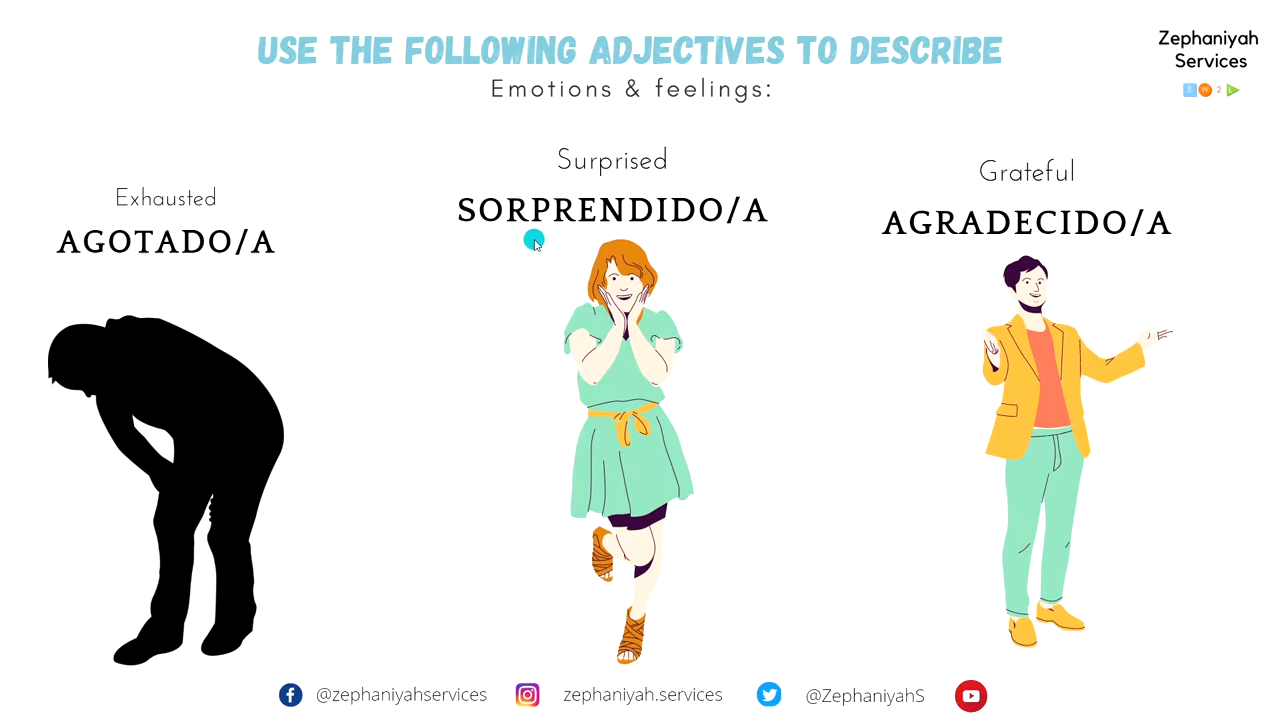 USE THE FOLLOWING ADJECTIVES TO DESCRIBE
Emotions & feelings:
Zephaniyah
Services
E W 2 L
Exhausted
AGOTADO/A
Surprised
SORPRENDIDO/A
Grateful
AGRADECIDO/A
@zephaniyahservices
zephaniyah.services
@ZephaniyahS